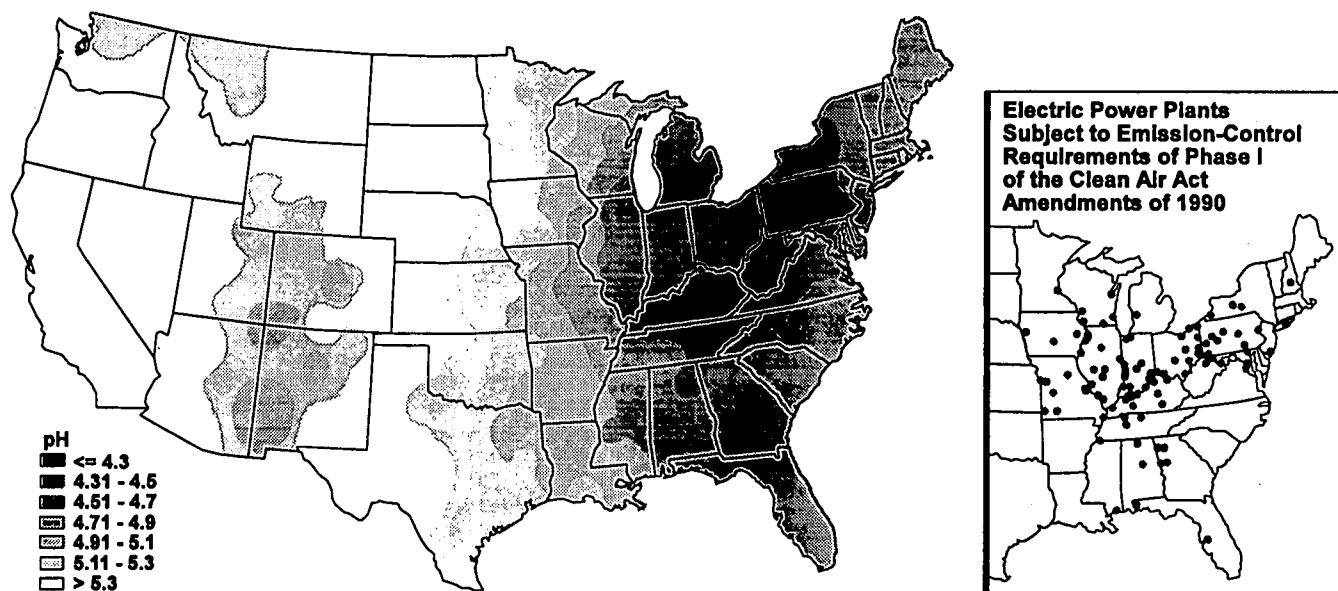 Electric Power Plants
Subject to Emission-Control
Requirements of Phase I
of the Clean Air Act
Amendments of 1990
pH
<= 4.3
4.31 - 4.5
4.51 - 4.7
4.71 - 4.9
4.91 - 5.1
5.11 - 5.3
> 5.3